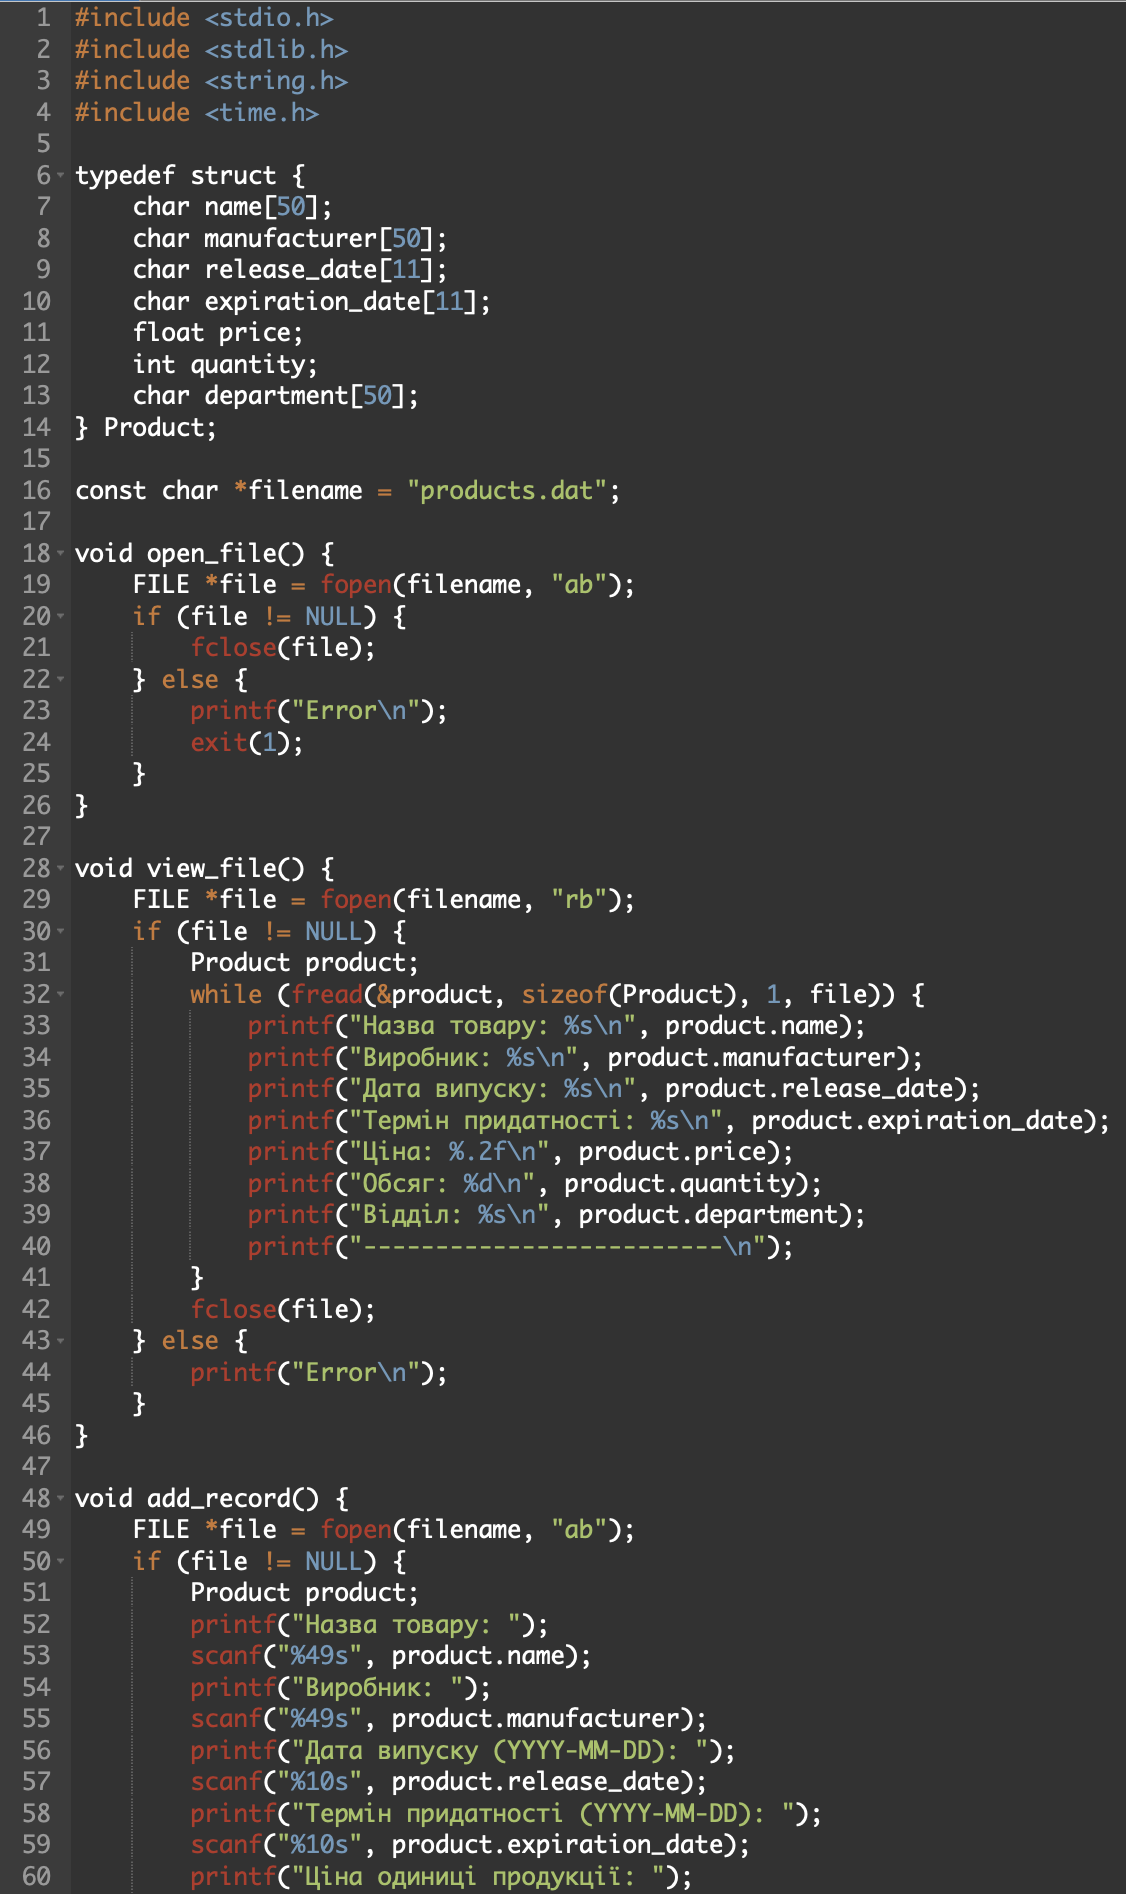 1 #include <stdio.h>
2 #include <stdlib.h>
3 #include <string.h>
4 #include <time.h>
5
6 typedef struct {
7     char name[50];
8     char manufacturer[50];
9     char release_date[11];
10     char expiration_date[11];
11     float price;
12     int quantity;
13     char department[50];
14 } Product;
15
16 const char *filename = "products.dat";
17
18 void open_file() {
19     FILE *file = fopen(filename, "ab");
20     if (file != NULL) {
21         fclose(file);
22     } else {
23         printf("Error\n");
24         exit(1);
25     }
26 }
27
28 void view_file() {
29     FILE *file = fopen(filename, "rb");
30     if (file != NULL) {
31         Product product;
32         while (fread(&product, sizeof(Product), 1, file)) {
33             printf("Назва товару: %s\n", product.name);
34             printf("Виробник: %s\n", product.manufacturer);
35             printf("Дата випуску: %s\n", product.release_date);
36             printf("Термін придатності: %s\n", product.expiration_date);
37             printf("Ціна: %.2f\n", product.price);
38             printf("Обсяг: %d\n", product.quantity);
39             printf("Відділ: %s\n", product.department);
40             printf("-------------------------\n");
41         }
42         fclose(file);
43     } else {
44         printf("Error\n");
45     }
46 }
47
48 void add_record() {
49     FILE *file = fopen(filename, "ab");
50     if (file != NULL) {
51         Product product;
52         printf("Назва товару: ");
53         scanf("%49s", product.name);
54         printf("Виробник: ");
55         scanf("%49s", product.manufacturer);
56         printf("Дата випуску (YYYY-MM-DD): ");
57         scanf("%10s", product.release_date);
58         printf("Термін придатності (YYYY-MM-DD): ");
59         scanf("%10s", product.expiration_date);
60         printf("Ціна одиниці продукції: ");